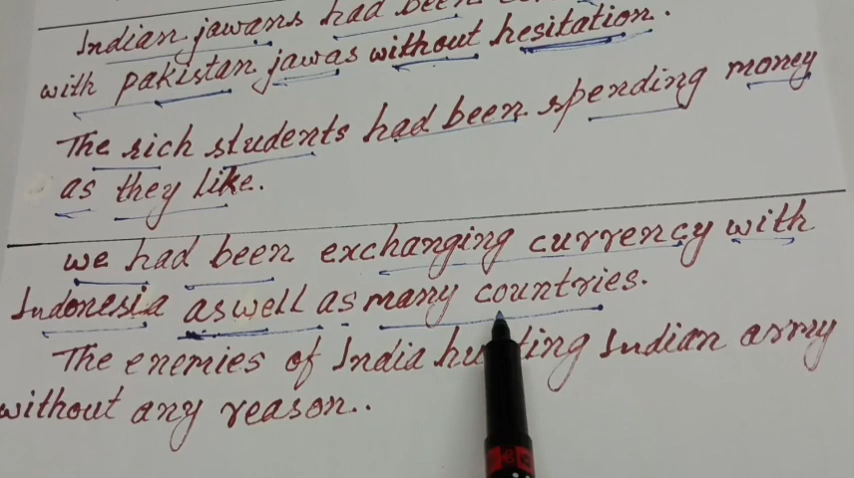 Indian jawans had been
with pakistan jawas without hesitation.
The rich students had been spending money
as they like.
we had been exchanging currency with
Indonesia aswell as many countries.
The enemies of India Indian army
without any reason..